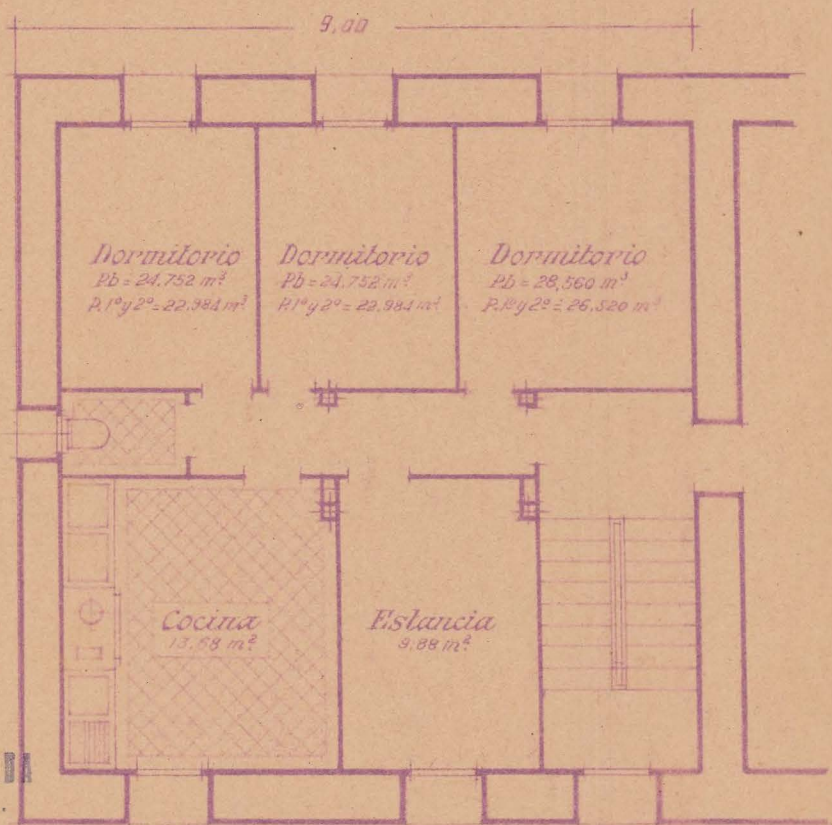 9,00
Dormitorio
Pb = 24.752 m³
P. 1º y 2º = 22.984 m³
Dormitorio
Pb = 24.752 m³
P. 1º y 2º = 22.984 m³
Dormitorio
Pb = 28,560 m³
P. 1º y 2º = 26.520 m³
Cocina
13.68 m²
Estancia
9.88 m²